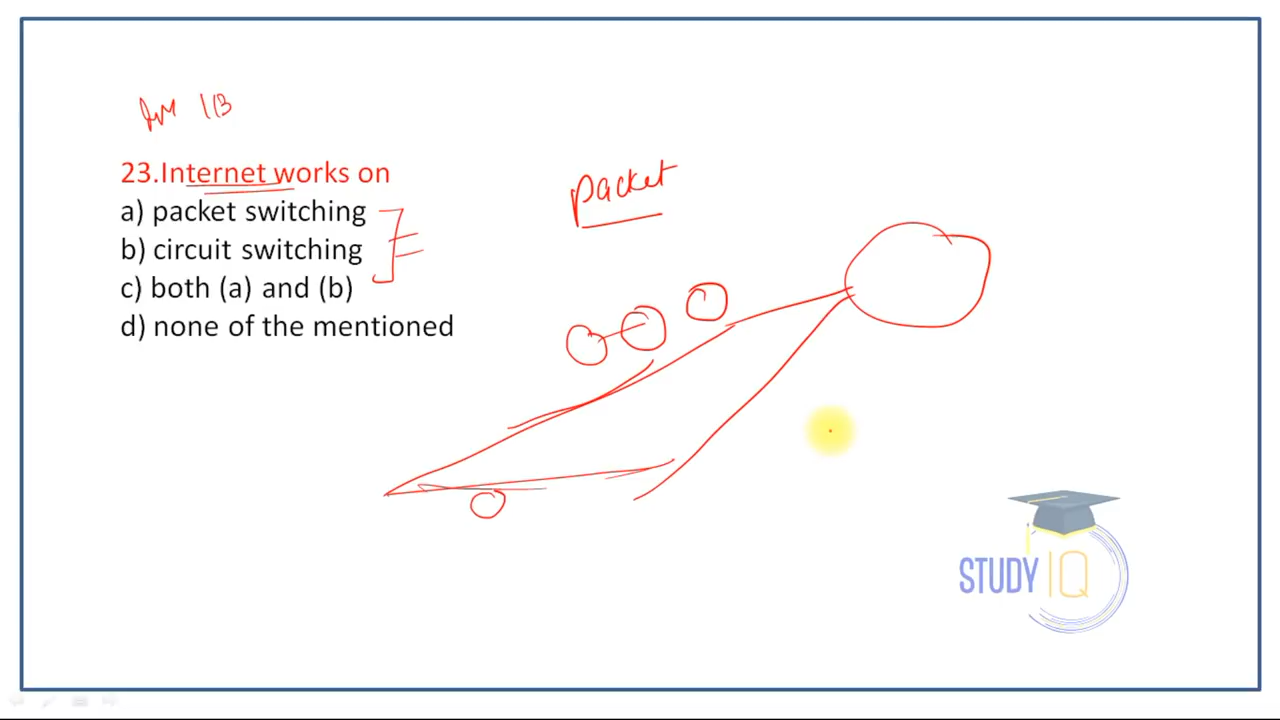 23.Internet works on
a) packet switching
b) circuit switching
c) both (a) and (b)
d) none of the mentioned
packet
STUDY IQ